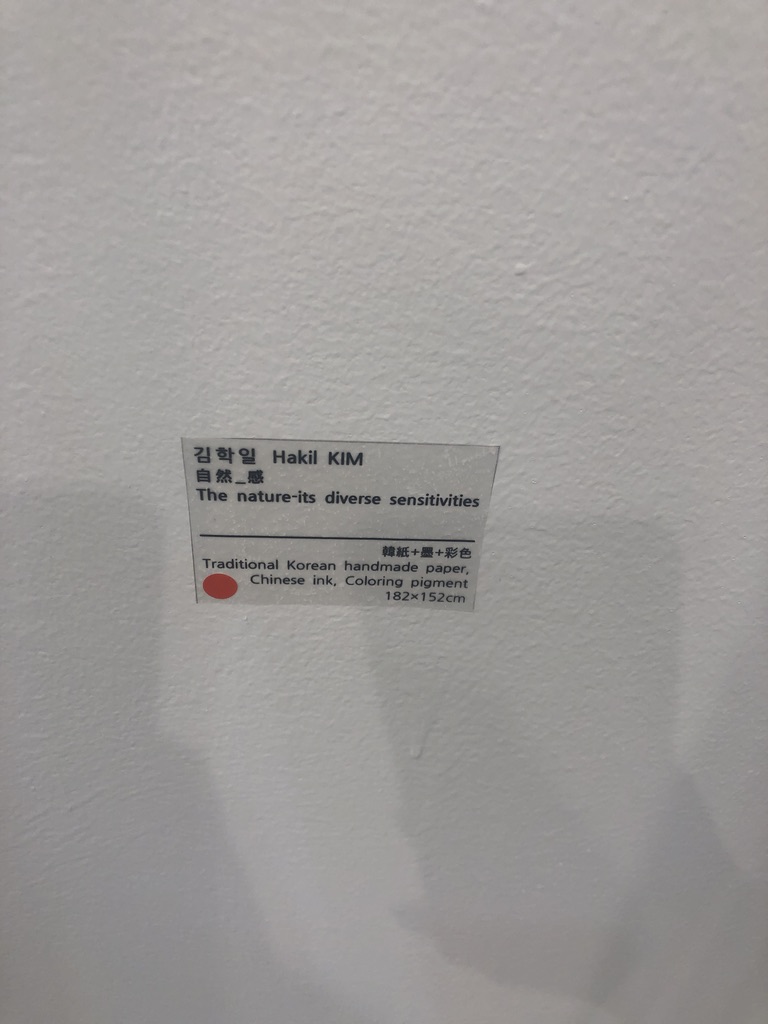 김학일 Hakil KIM
自然_感
The nature-its diverse sensitivities
韓紙+墨+彩色
Traditional Korean handmade paper,
Chinese ink, Coloring pigment
182×152cm